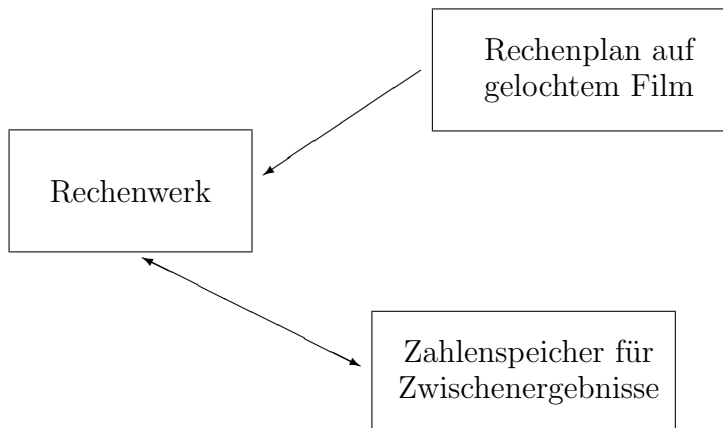 Rechenplan auf
gelochtem Film
Rechenwerk
Zahlenspeicher für
Zwischenergebnisse